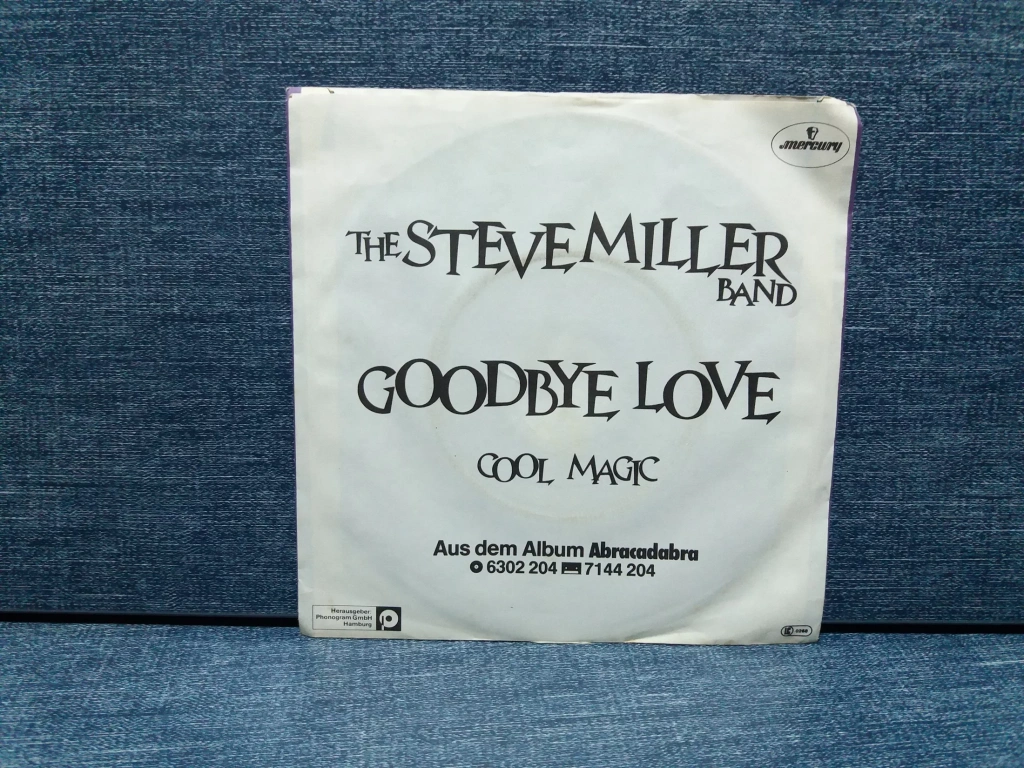 mercury
THE STEVE MILLER
BAND
GOODBYE LOVE
COOL MAGIC
Aus dem Album Abracadabra
6302 204 7144 204
Herausgeber
Phonogram GmbH
Hamburg